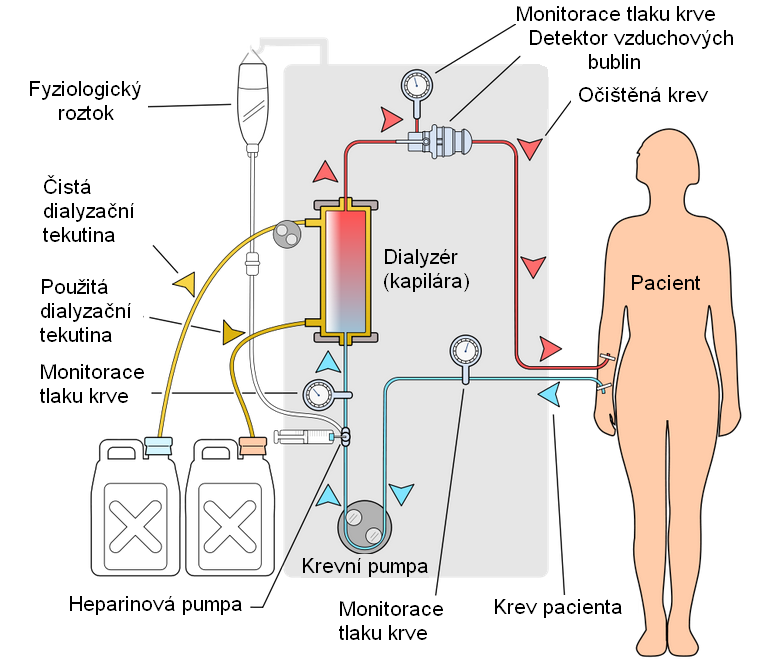 Monitorace tlaku krve
Detektor vzduchových
bublin
Očištěná krev
Fyziologický
roztok
Čistá
dialyzační
tekutina
Použitá
dialyzační
tekutina
Monitorace
tlaku krve
Dialyzér
(kapilára)
Pacient
Krevní pumpa
Heparinová pumpa
Monitorace
tlaku krve
Krev pacienta